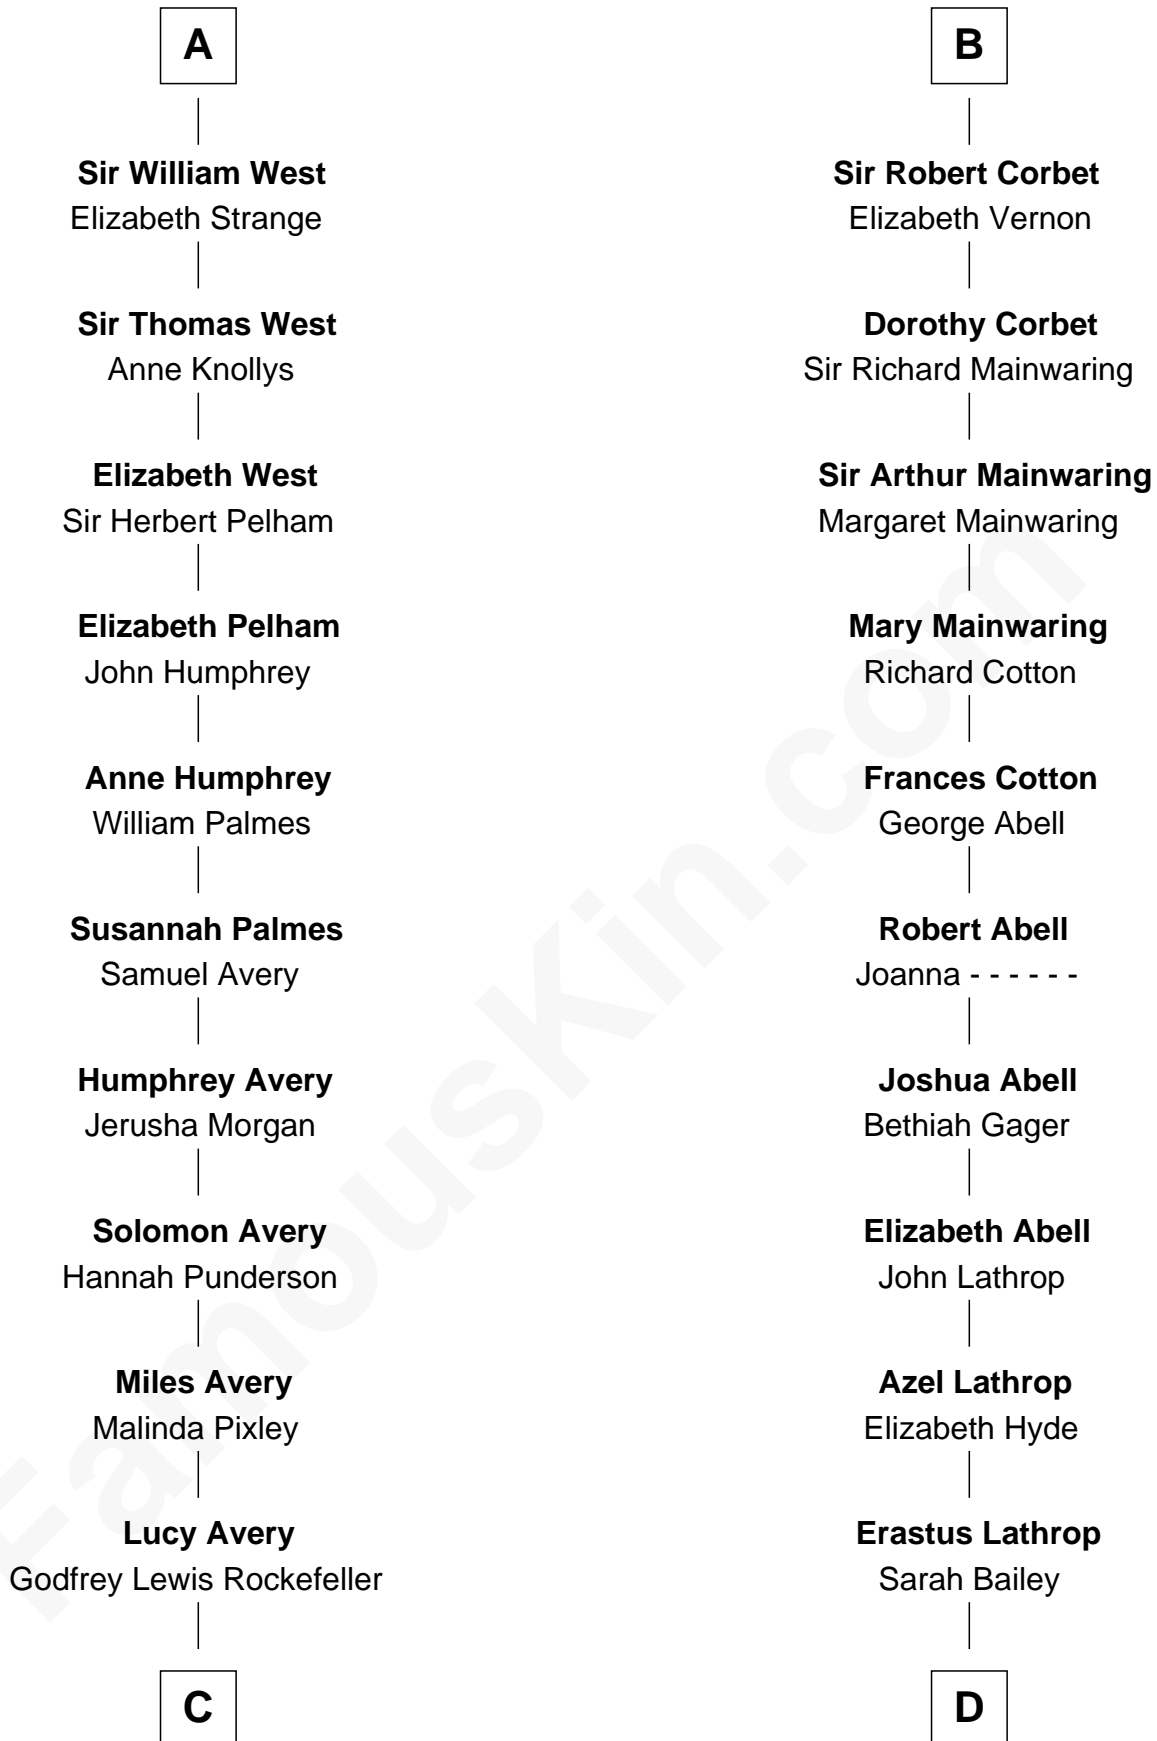 A
Sir William West
Elizabeth Strange
Sir Thomas West
Anne Knollys
Elizabeth West
Sir Herbert Pelham
Elizabeth Pelham
John Humphrey
Anne Humphrey
William Palmes
Susannah Palmes
Samuel Avery
Humphrey Avery
Jerusha Morgan
Solomon Avery
Hannah Punderson
Miles Avery
Malinda Pixley
Lucy Avery
Godfrey Lewis Rockefeller
C
B
Sir Robert Corbet
Elizabeth Vernon
Dorothy Corbet
Sir Richard Mainwaring
Sir Arthur Mainwaring
Margaret Mainwaring
Mary Mainwaring
Richard Cotton
Frances Cotton
George Abell
Robert Abell
Joanna - - - - - -
Joshua Abell
Bethiah Gager
Elizabeth Abell
John Lathrop
Azel Lathrop
Elizabeth Hyde
Erastus Lathrop
Sarah Bailey
D
FamousKin.com